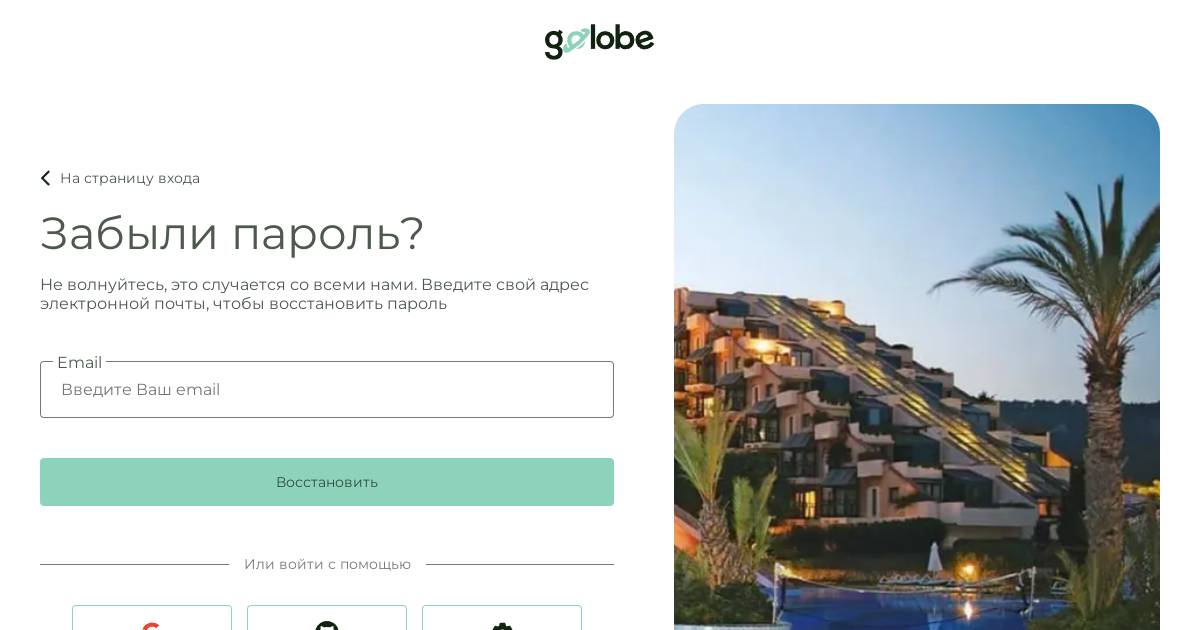 golobe
На страницу входа
Забыли пароль?
Не волнуйтесь, это случается со всеми нами. Введите свой адрес
электронной почты, чтобы восстановить пароль
Email
Введите Ваш email
Восстановить
Или войти с помощью